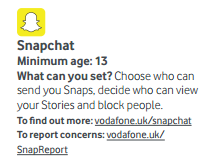 Snapchat
Minimum age: 13
What can you set? Choose who can
send you Snaps, decide who can view
your Stories and block people.
To find out more: vodafone.uk/snapchat
To report concerns: vodafone.uk/
SnapReport